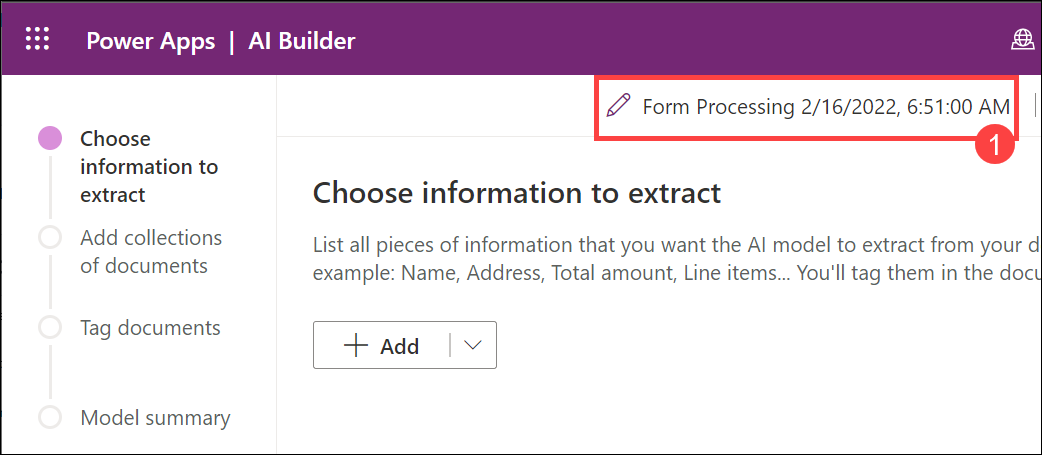 Power Apps | AI Builder
Form Processing 2/16/2022, 6:51:00 AM
1
Choose
information to
extract
Add collections
of documents
Tag documents
Model summary
Choose information to extract
List all pieces of information that you want the AI model to extract from your d
example: Name, Address, Total amount, Line items... You'll tag them in the docu
Add